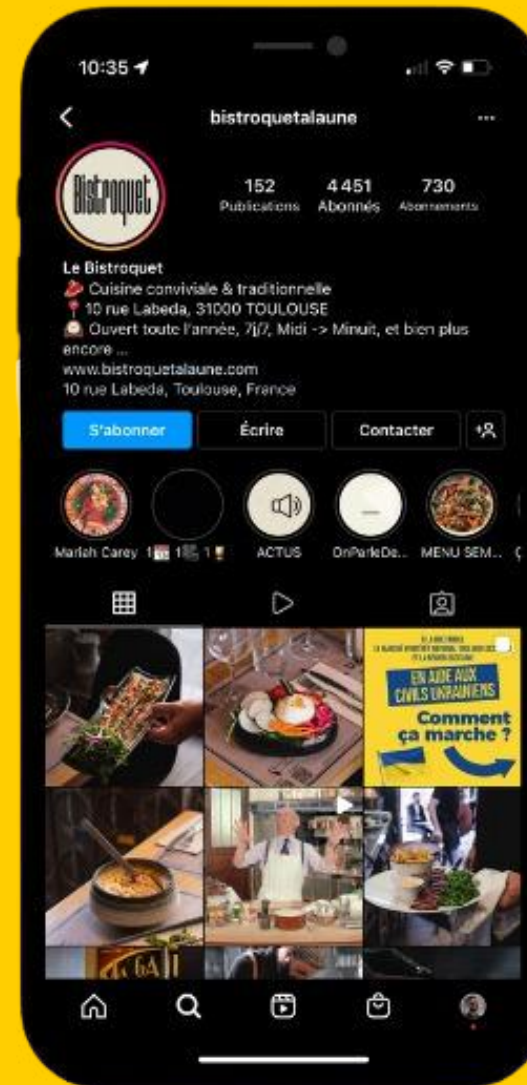 10:35
bistroquetalaune
Bistroquet
152 4 451 730
Publications Abonnés Abonnements
Le Bistroquet
Cuisine conviviale & traditionnelle
10 rue Labeda, 31000 TOULOUSE
Ouvert toute l'année, 7j/7, Midi -> Minuit, et bien plus
encore ...
www.bistroquetalaune.com
10 rue Labeda, Toulouse, France
S'abonner Écrire Contacter
Mariah Carey 1 1 1 ACTUS OnParleDe... MENU SEM...
EN AIDE AUX
CIVILS UKRAINIENS
Comment
ça marche ?